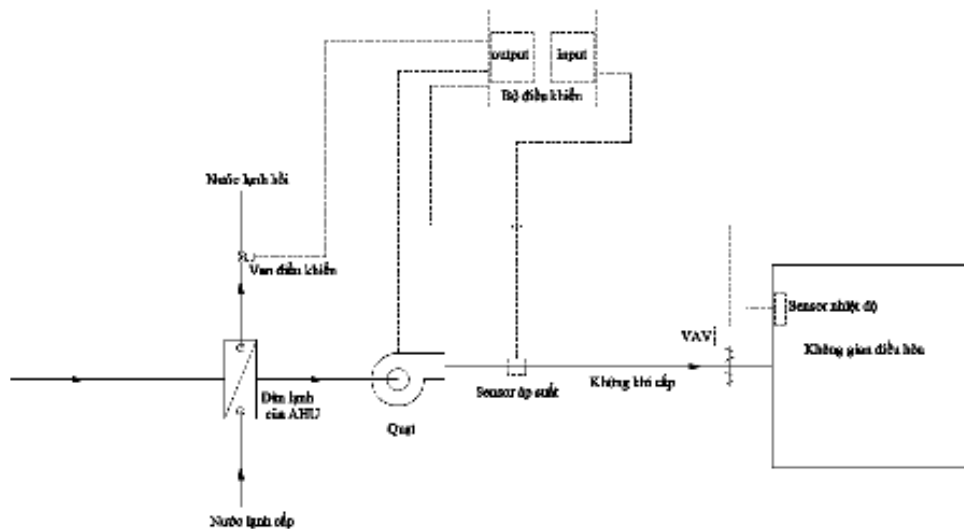 output
input
Bộ điều khiển
Nước lạnh hồi
Van điều khiển
Sensor nhiệt độ
VAV
Không gian điều hòa
Dàn lạnh
của AHU
Sensor áp suất
Không khí cấp
Quạt
Nước lạnh cấp